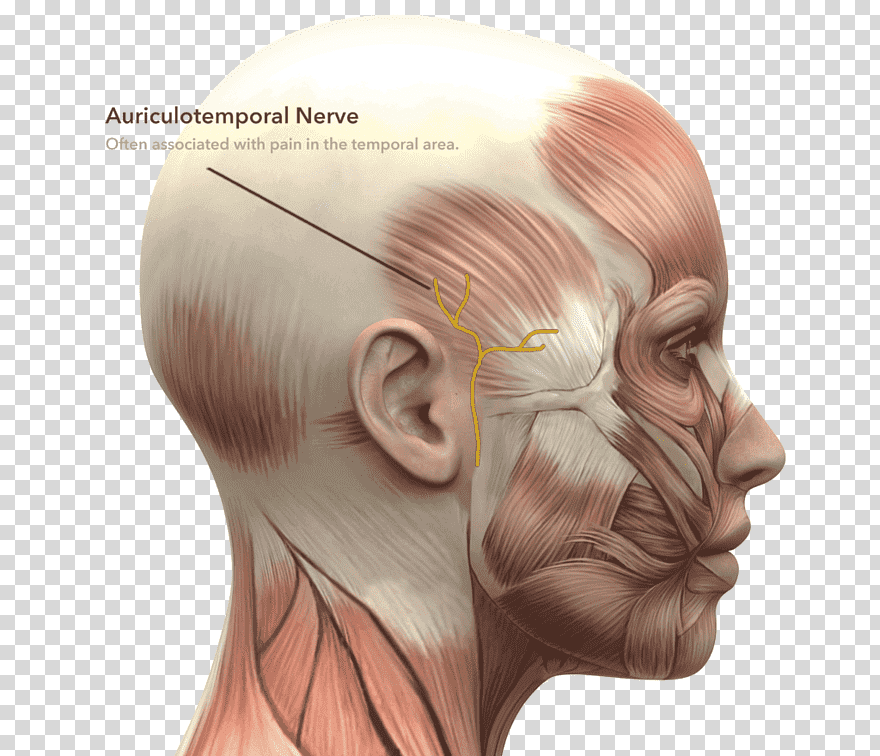 Auriculotemporal Nerve
Often associated with pain in the temporal area.